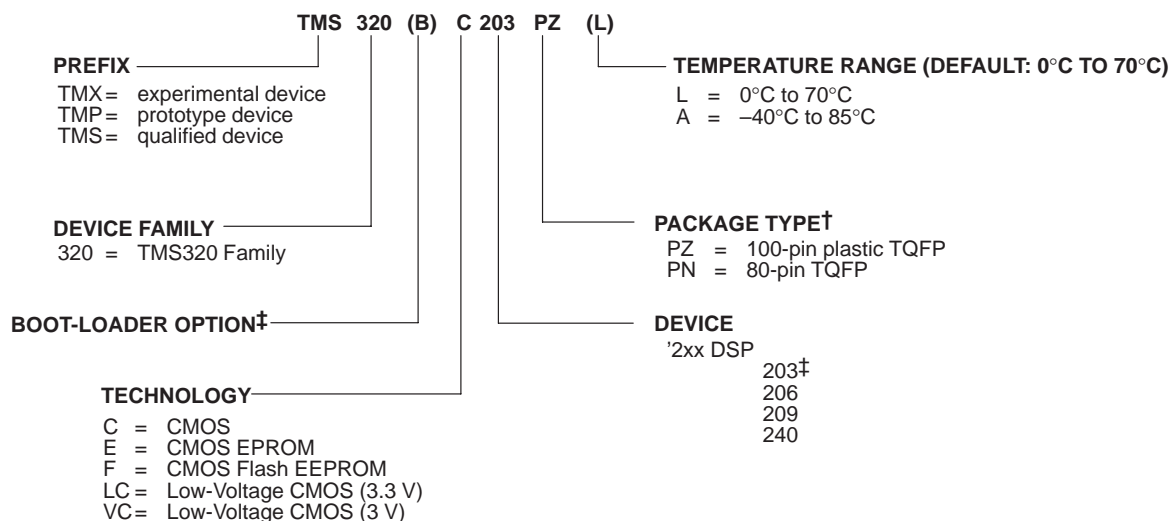 TMS 320 (B) C 203 PZ (L)
PREFIX
TMX = experimental device
TMP = prototype device
TMS = qualified device
TEMPERATURE RANGE (DEFAULT: 0°C TO 70°C)
L = 0°C to 70°C
A = –40°C to 85°C
DEVICE FAMILY
320 = TMS320 Family
PACKAGE TYPE†
PZ = 100-pin plastic TQFP
PN = 80-pin TQFP
BOOT-LOADER OPTION‡
DEVICE
’2xx DSP
203‡
206
209
240
TECHNOLOGY
C = CMOS
E = CMOS EPROM
F = CMOS Flash EEPROM
LC = Low-Voltage CMOS (3.3 V)
VC = Low-Voltage CMOS (3 V)